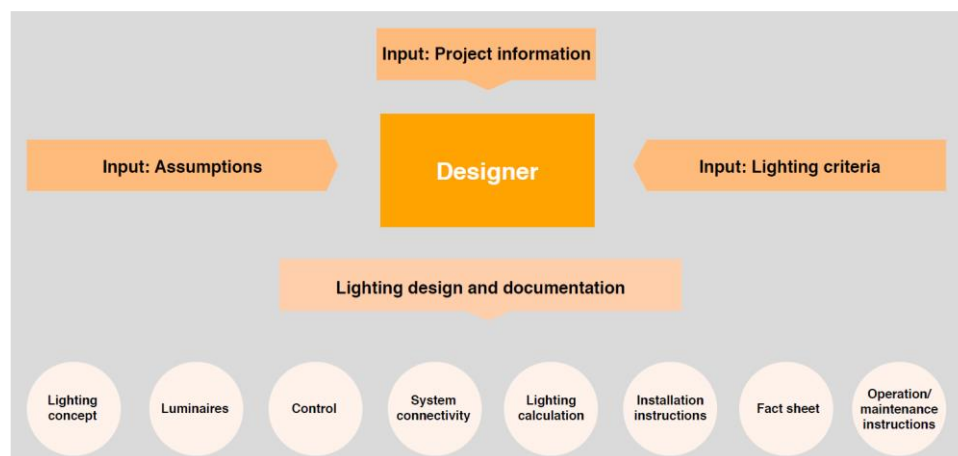 Input: Project information
Input: Assumptions
Designer
Input: Lighting criteria
Lighting design and documentation
Lighting
concept
Luminaires
Control
System
connectivity
Lighting
calculation
Installation
instructions
Fact sheet
Operation/
maintenance
instructions